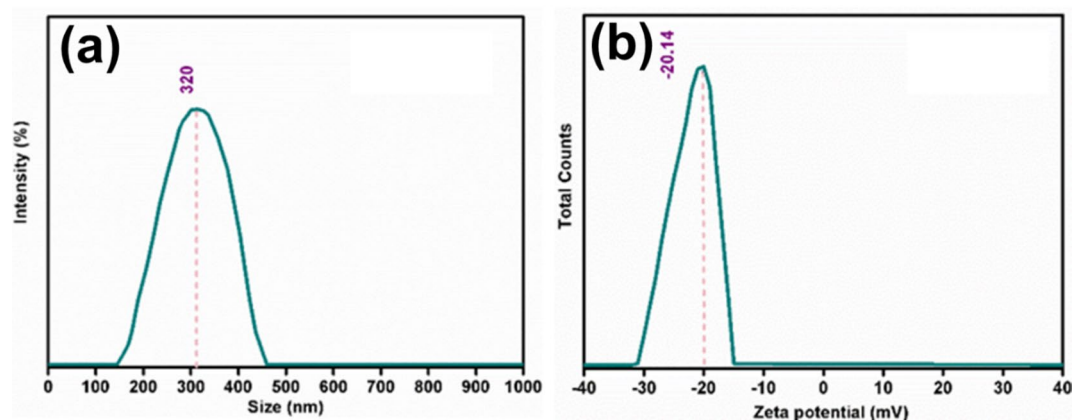 (a)
320
Intensity (%)
0 100 200 300 400 500 600 700 800 900 1000
Size (nm)
(b)
-20.14
Total Counts
-40 -30 -20 -10 0 10 20 30 40
Zeta potential (mV)